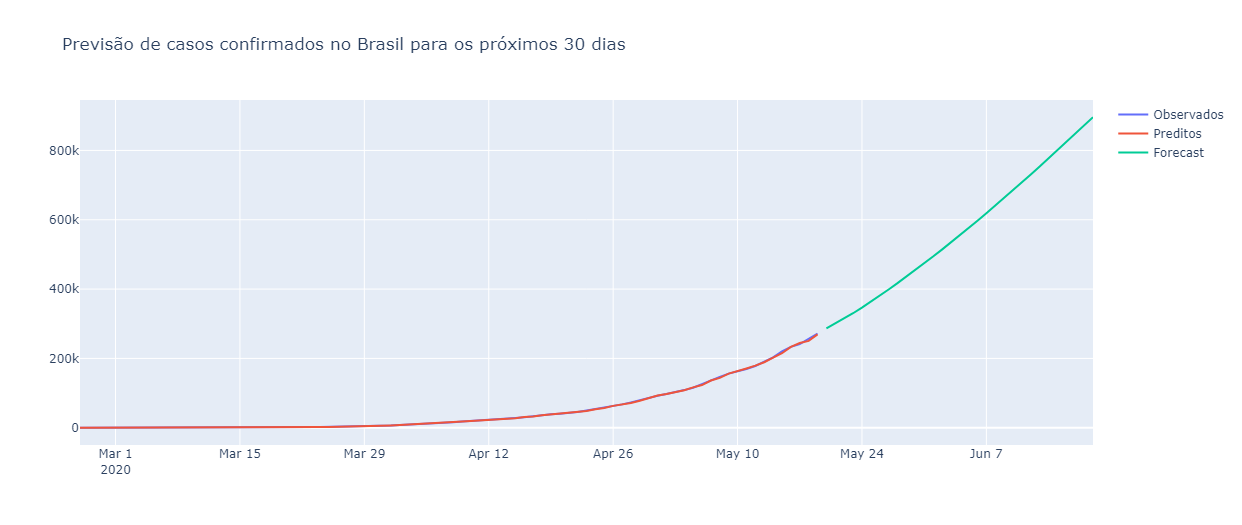 Previsão de casos confirmados no Brasil para os próximos 30 dias
Observados
Preditos
Forecast
800k
600k
400k
200k
0
Mar 1 Mar 15 Mar 29 Apr 12 Apr 26 May 10 May 24 Jun 7
2020